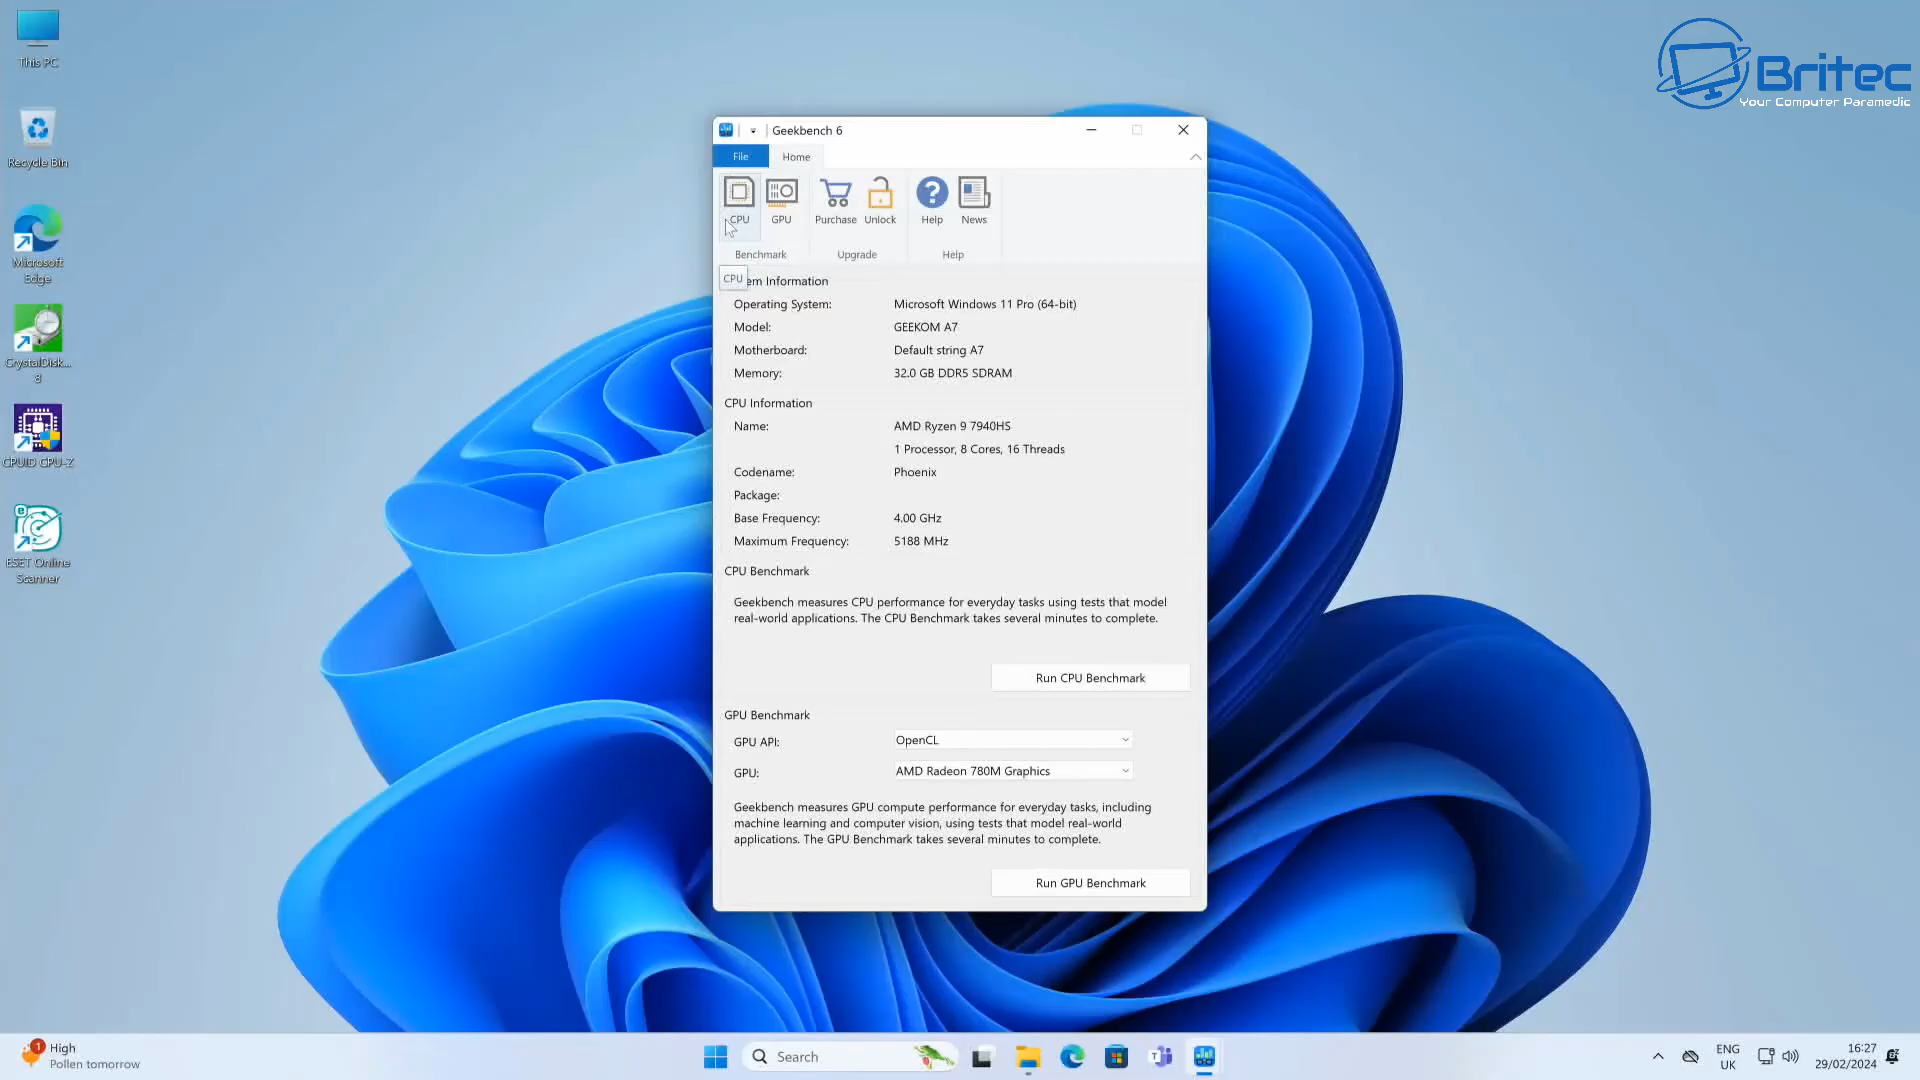 This PC
Recycle Bin
Microsoft
Edge
CrystalDisk...
8
CPUID CPU-Z
ESET Online
Scanner
Britec
Your Computer Paramedic
Geekbench 6
File
Home
CPU
GPU
Purchase
Unlock
Help
News
Benchmark
Upgrade
Help
CPU
em Information
Operating System: Microsoft Windows 11 Pro (64-bit)
Model: GEEKOM A7
Motherboard: Default string A7
Memory: 32.0 GB DDR5 SDRAM
CPU Information
Name: AMD Ryzen 9 7940HS
1 Processor, 8 Cores, 16 Threads
Codename: Phoenix
Package:
Base Frequency: 4.00 GHz
Maximum Frequency: 5188 MHz
CPU Benchmark
Geekbench measures CPU performance for everyday tasks using tests that model
real-world applications. The CPU Benchmark takes several minutes to complete.
Run CPU Benchmark
GPU Benchmark
GPU API: OpenCL
GPU: AMD Radeon 780M Graphics
Geekbench measures GPU compute performance for everyday tasks, including
machine learning and computer vision, using tests that model real-world
applications. The GPU Benchmark takes several minutes to complete.
Run GPU Benchmark
1
High
Pollen tomorrow
Search
ENG
UK
16:27
29/02/2024